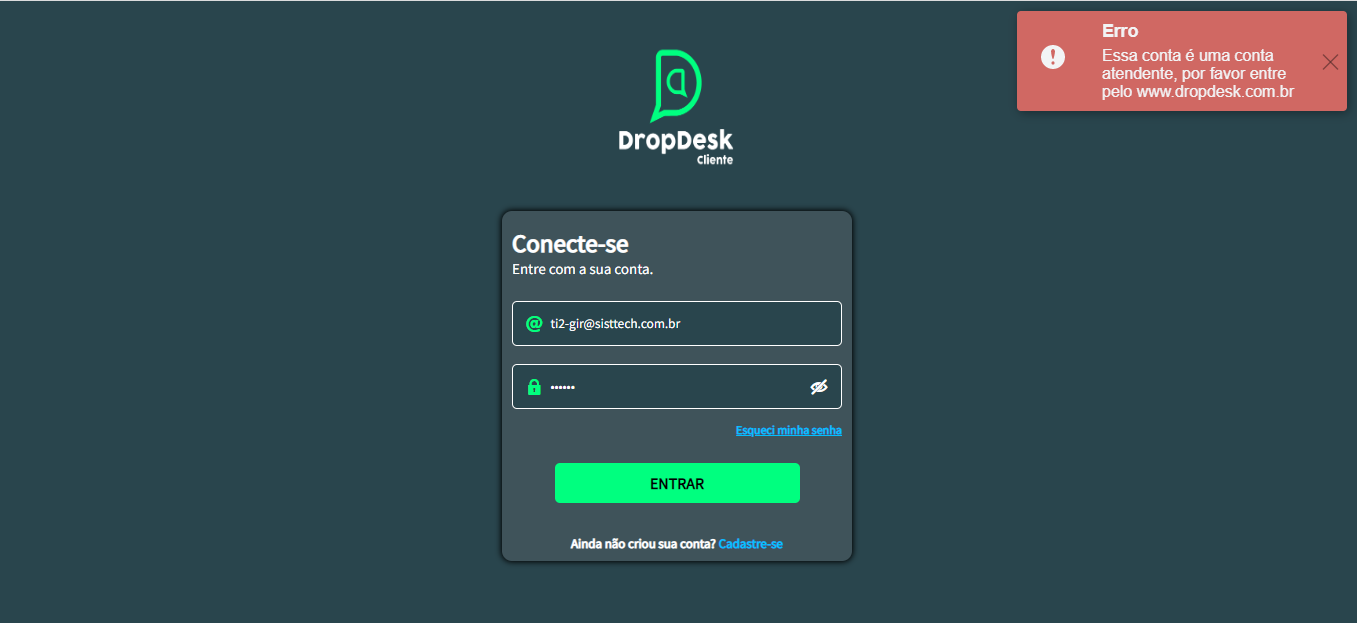 Erro
Essa conta é uma conta
atendente, por favor entre
pelo www.dropdesk.com.br
DropDesk
Cliente
Conecte-se
Entre com a sua conta.
@ ti2-gir@sisttech.com.br
••••••
Esqueci minha senha
ENTRAR
Ainda não criou sua conta? Cadastre-se